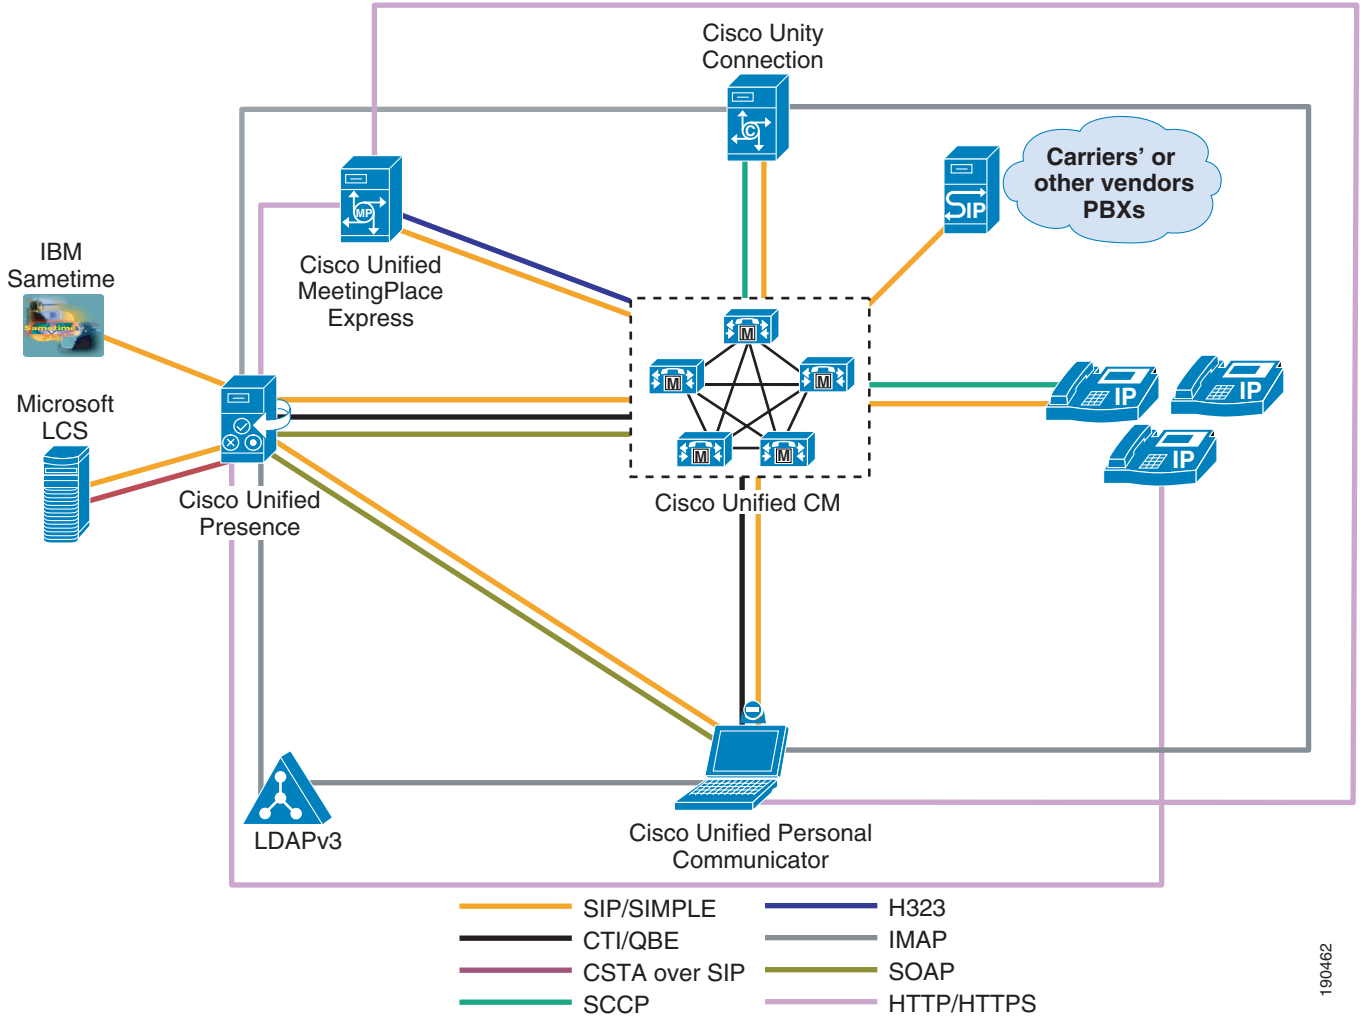 Cisco Unity
Connection
C
Carriers' or
other vendors
PBXs
SIP
MP
IBM
Sametime
Sametime
Cisco Unified
MeetingPlace
Express
M
M
M
M
M
IP
IP
IP
Microsoft
LCS
Cisco Unified
Presence
Cisco Unified CM
LDAPv3
Cisco Unified Personal
Communicator
SIP/SIMPLE
H323
CTI/QBE
IMAP
CSTA over SIP
SOAP
SCCP
HTTP/HTTPS
190462